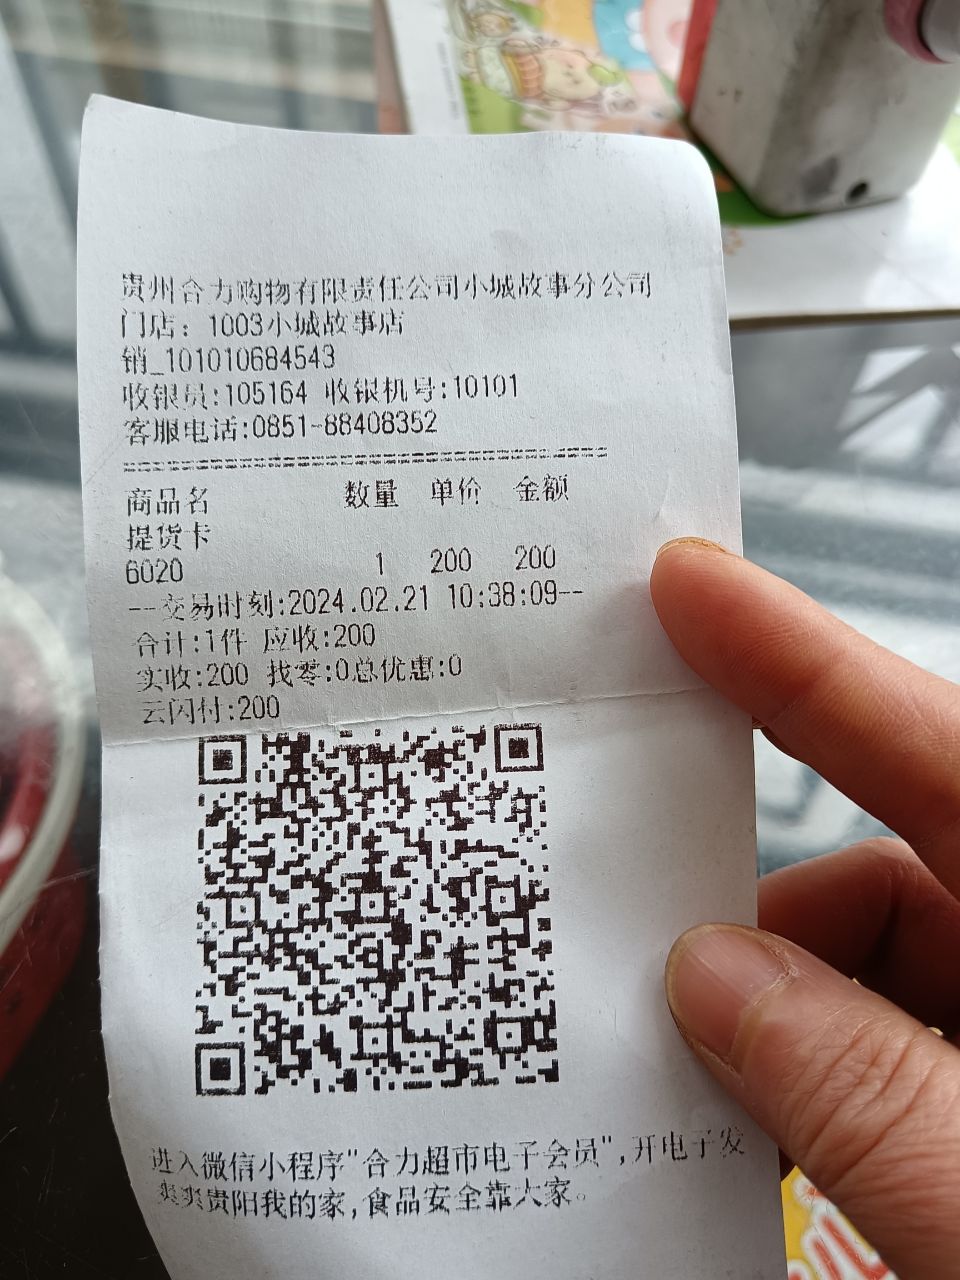 贵州合力购物有限责任公司小城故事分公司
门店：1003小城故事店
销_101010684543
收银员:105164 收银机号:10101
客服电话:0851-88408352
商品名 数量 单价 金额
提货卡
6020 1 200 200
--交易时刻:2024.02.21 10:38:09--
合计:1件 应收:200
实收:200 找零:0总优惠:0
云闪付:200
进入微信小程序"合力超市电子会员",开电子发
爽爽贵阳我的家,食品安全靠大家。